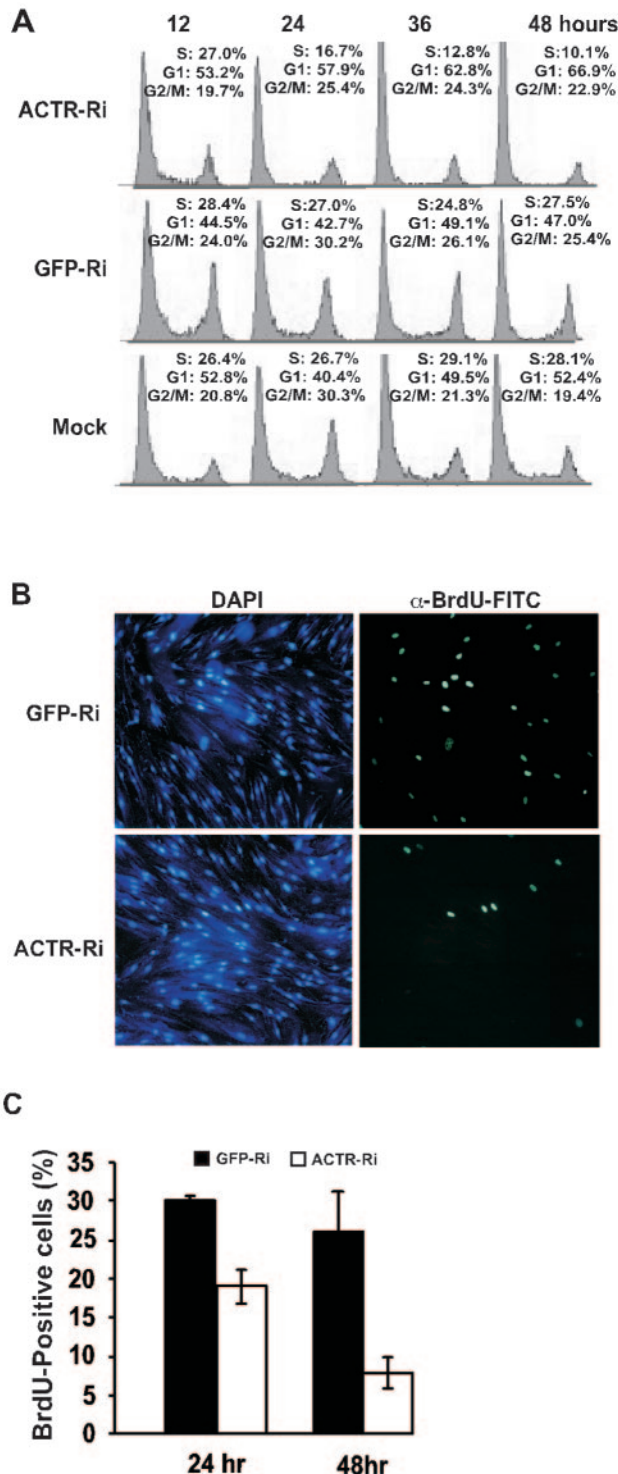 A
12 24 36 48 hours
ACTR-Ri
S: 27.0%
G1: 53.2%
G2/M: 19.7%
S: 16.7%
G1: 57.9%
G2/M: 25.4%
S:12.8%
G1: 62.8%
G2/M: 24.3%
S:10.1%
G1: 66.9%
G2/M: 22.9%
GFP-Ri
S: 28.4%
G1: 44.5%
G2/M: 24.0%
S: 27.0%
G1: 42.7%
G2/M: 30.2%
S: 24.8%
G1: 49.1%
G2/M: 26.1%
S: 27.5%
G1: 47.0%
G2/M: 25.4%
Mock
S: 26.4%
G1: 52.8%
G2/M: 20.8%
S: 26.7%
G1: 40.4%
G2/M: 30.3%
S: 29.1%
G1: 49.5%
G2/M: 21.3%
S: 28.1%
G1: 52.4%
G2/M: 19.4%
B
DAPI α-BrdU-FITC
GFP-Ri
ACTR-Ri
C
BrdU-Positive cells (%)
35
30
25
20
15
10
5
0
GFP-Ri ACTR-Ri
24 hr 48hr